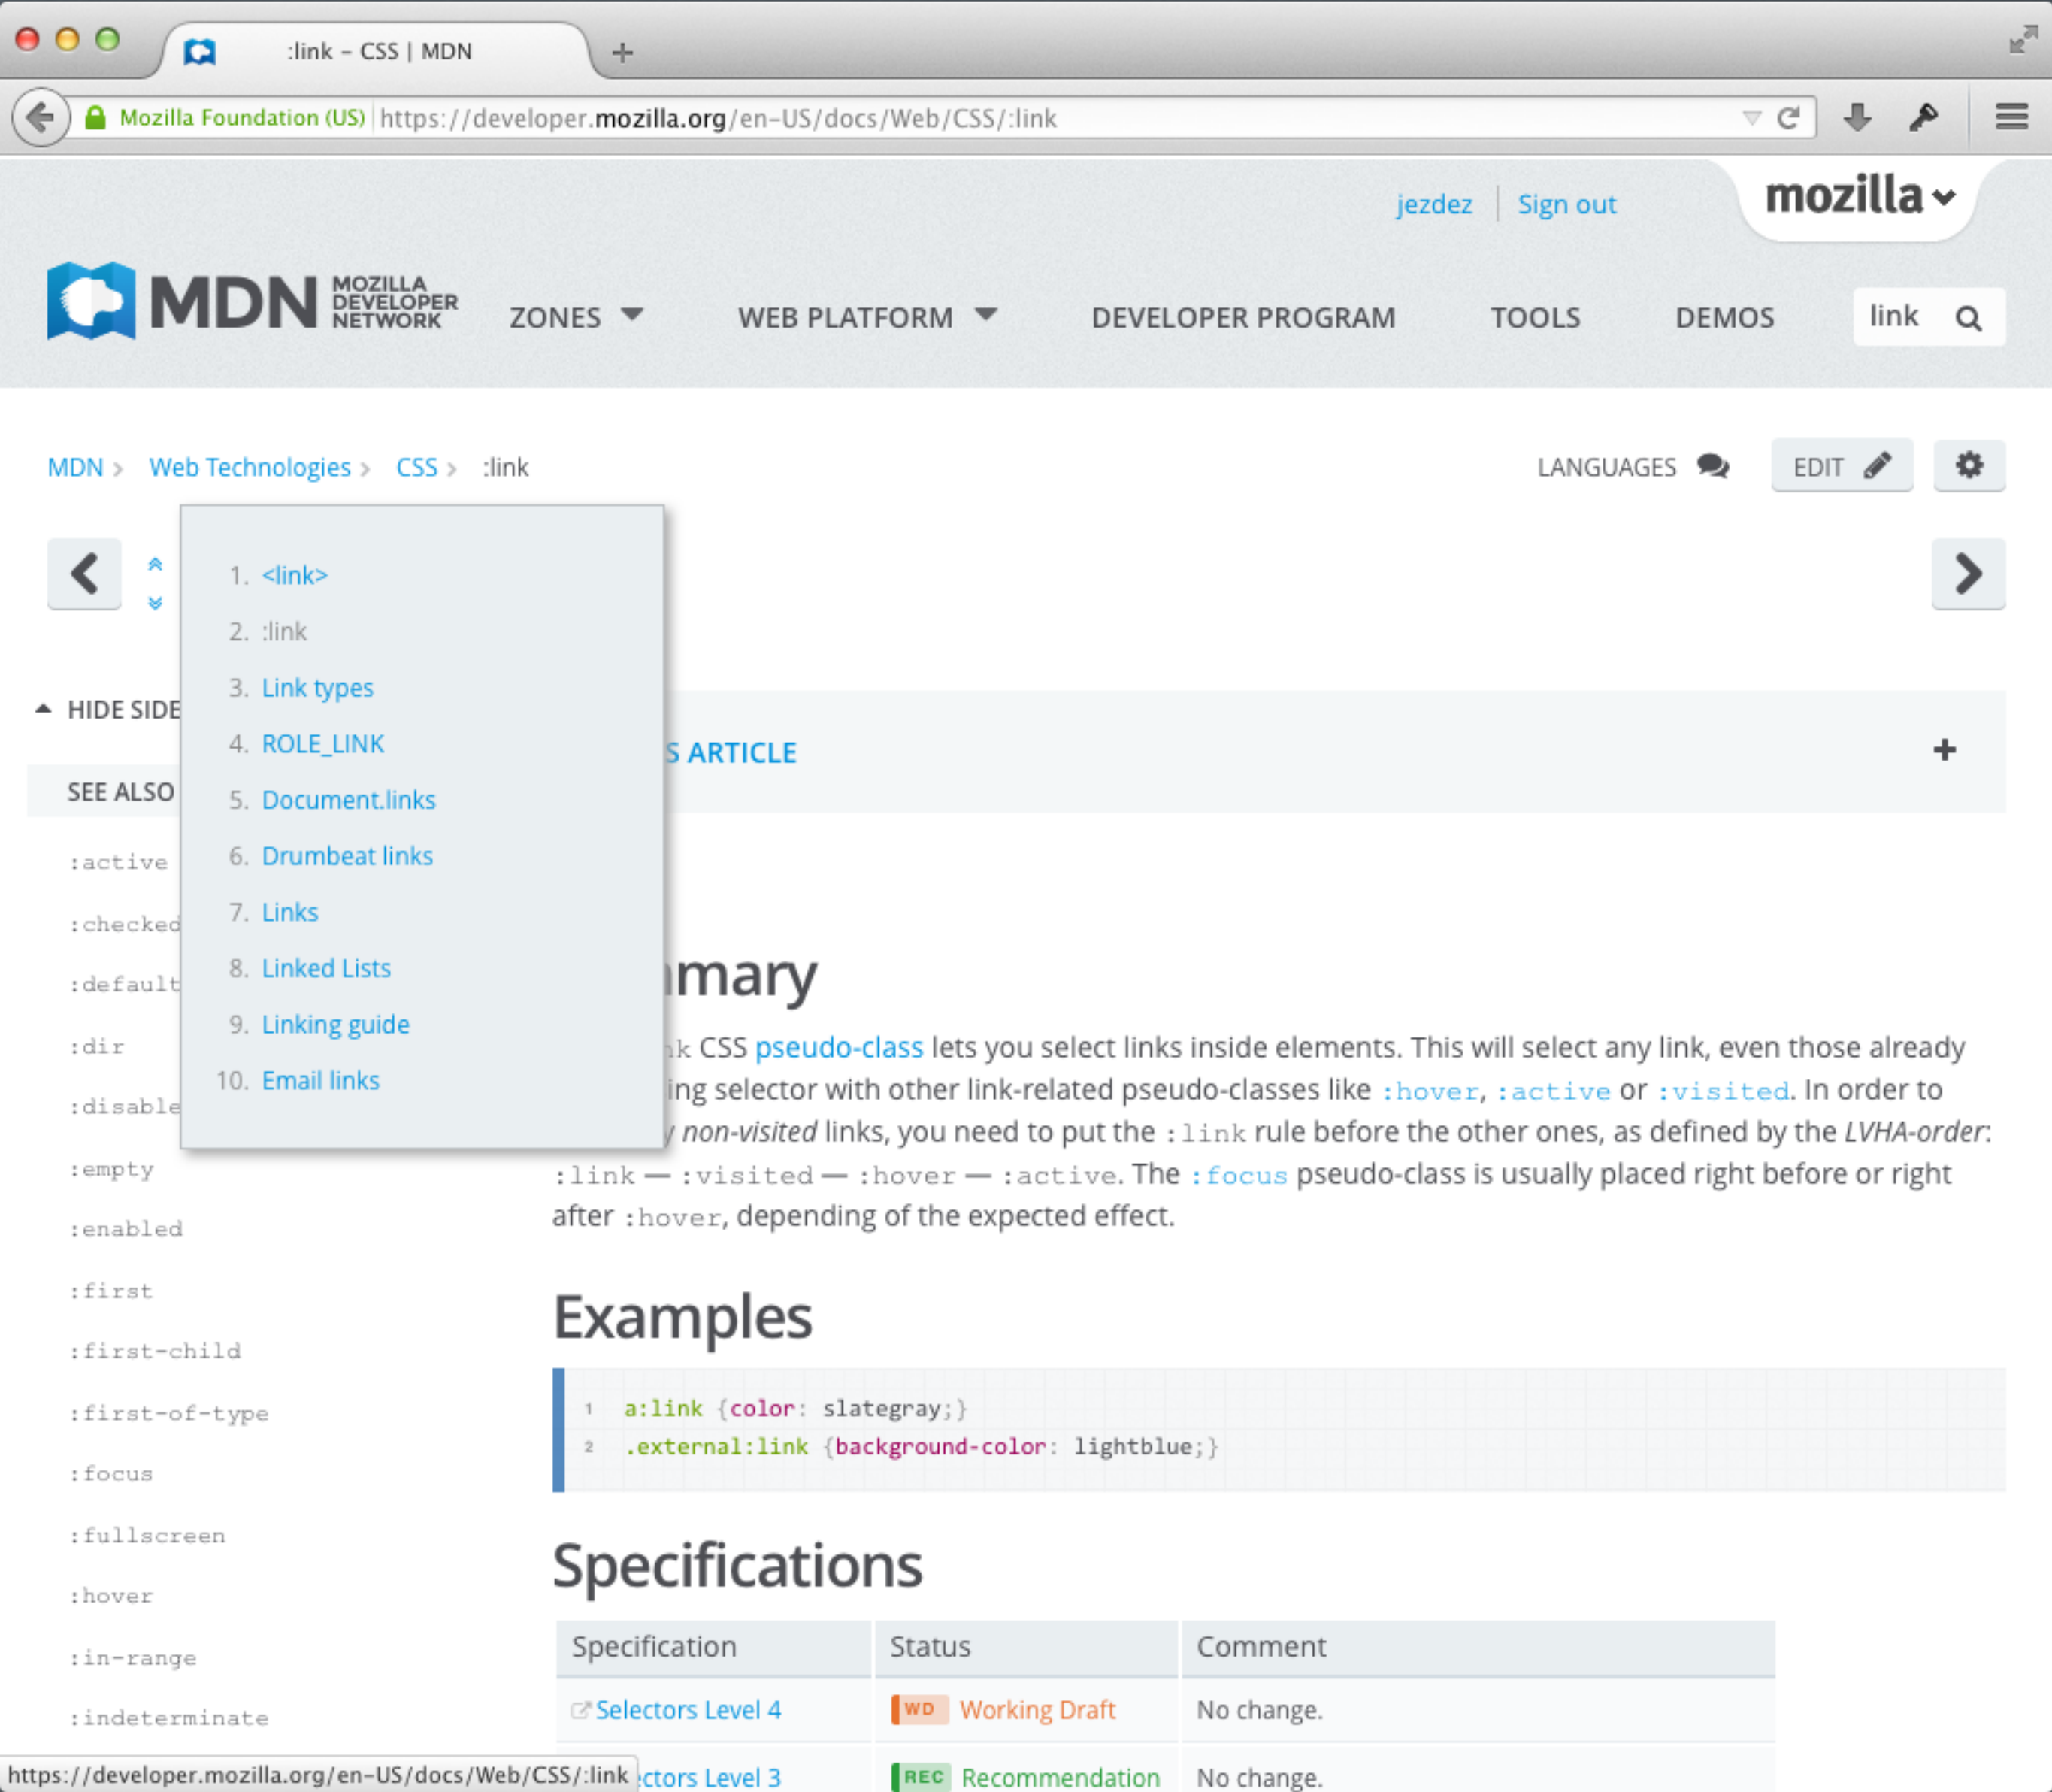 :link – CSS | MDN
Mozilla Foundation (US) https://developer.mozilla.org/en-US/docs/Web/CSS/:link
jezdez Sign out mozilla
MDN MOZILLA DEVELOPER NETWORK
ZONES WEB PLATFORM DEVELOPER PROGRAM TOOLS DEMOS link
MDN Web Technologies CSS :link
LANGUAGES EDIT
1. <link>
2. :link
3. Link types
4. ROLE_LINK
5. Document.links
6. Drumbeat links
7. Links
8. Linked Lists
9. Linking guide
10. Email links
HIDE SIDE
SEE ALSO
:active
:checked
:default
:dir
:disable
:empty
:enabled
:first
:first-child
:first-of-type
:focus
:fullscreen
:hover
:in-range
:indeterminate
S ARTICLE
mmary
nk CSS pseudo-class lets you select links inside elements. This will select any link, even those already
ing selector with other link-related pseudo-classes like :hover, :active or :visited. In order to
y non-visited links, you need to put the :link rule before the other ones, as defined by the LVHA-order:
:link — :visited — :hover — :active. The :focus pseudo-class is usually placed right before or right
after :hover, depending of the expected effect.
Examples
1 a:link {color: slategray;}
2 .external:link {background-color: lightblue;}
Specifications
Specification Status Comment
Selectors Level 4 WD Working Draft No change.
ectors Level 3 REC Recommendation No change.
https://developer.mozilla.org/en-US/docs/Web/CSS/:link